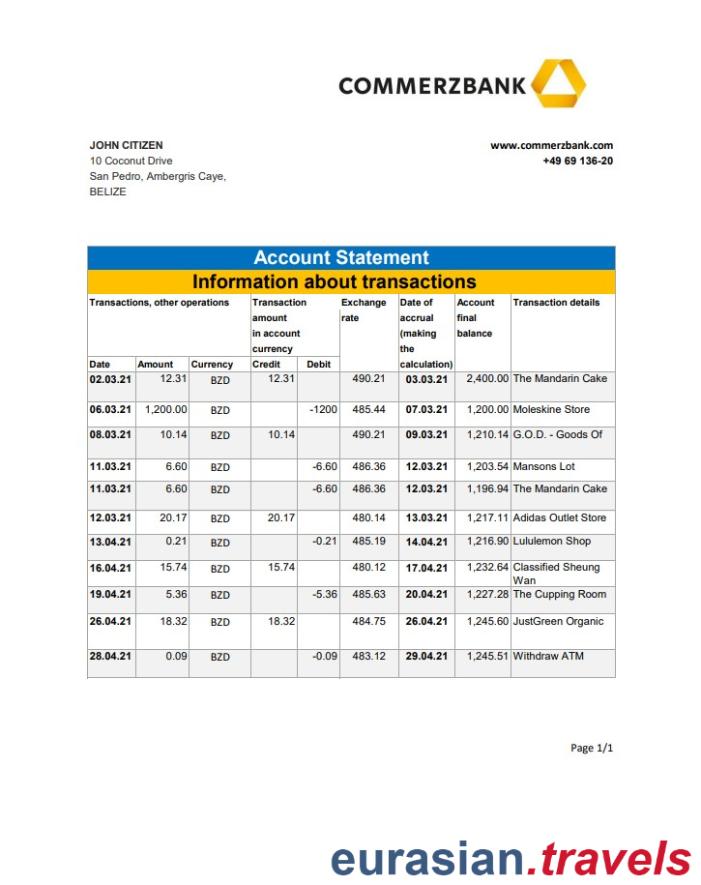 COMMERZBANK
JOHN CITIZEN
10 Coconut Drive
San Pedro, Ambergris Caye,
BELIZE
www.commerzbank.com
+49 69 136-20
Account Statement
Information about transactions
Transactions, other operations Transaction amount in account currency Exchange rate Date of accrual (making the calculation) Account final balance Transaction details
Date Amount Currency Credit Debit
02.03.21 12.31 BZD 12.31 490.21 03.03.21 2,400.00 The Mandarin Cake
06.03.21 1,200.00 BZD -1200 485.44 07.03.21 1,200.00 Moleskine Store
08.03.21 10.14 BZD 10.14 490.21 09.03.21 1,210.14 G.O.D. - Goods Of
11.03.21 6.60 BZD -6.60 486.36 12.03.21 1,203.54 Mansons Lot
11.03.21 6.60 BZD -6.60 486.36 12.03.21 1,196.94 The Mandarin Cake
12.03.21 20.17 BZD 20.17 480.14 13.03.21 1,217.11 Adidas Outlet Store
13.04.21 0.21 BZD -0.21 485.19 14.04.21 1,216.90 Lululemon Shop
16.04.21 15.74 BZD 15.74 480.12 17.04.21 1,232.64 Classified Sheung
Wan
19.04.21 5.36 BZD -5.36 485.63 20.04.21 1,227.28 The Cupping Room
26.04.21 18.32 BZD 18.32 484.75 26.04.21 1,245.60 JustGreen Organic
28.04.21 0.09 BZD -0.09 483.12 29.04.21 1,245.51 Withdraw ATM
Page 1/1
eurasian.travels